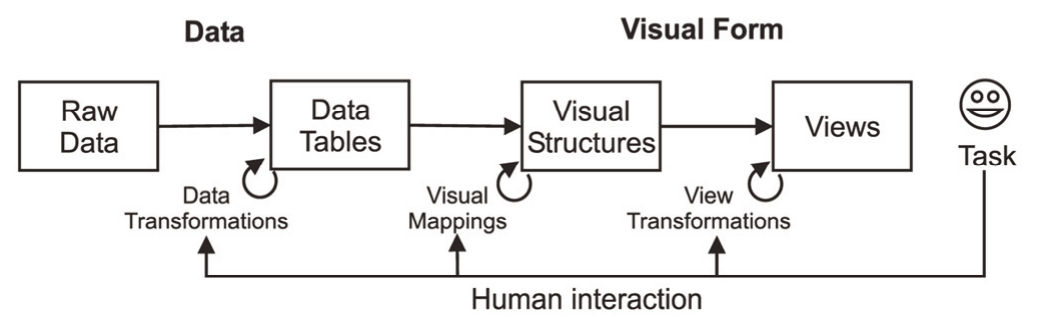 Data
Visual Form
Raw
Data
Data
Tables
Visual
Structures
Views
Task
Data
Transformations
Visual
Mappings
View
Transformations
Human interaction